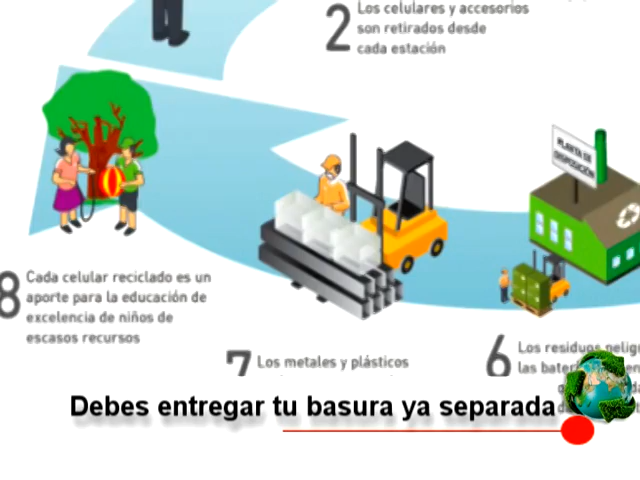 2 Los celulares y accesorios
son retirados desde
cada estación
PLANTA DE
DISPOSICIÓN
8 Cada celular reciclado es un
aporte para la educación de
excelencia de niños de
escasos recursos
7 Los metales y plásticos
6 Los residuos
las
Debes entregar tu basura ya separada